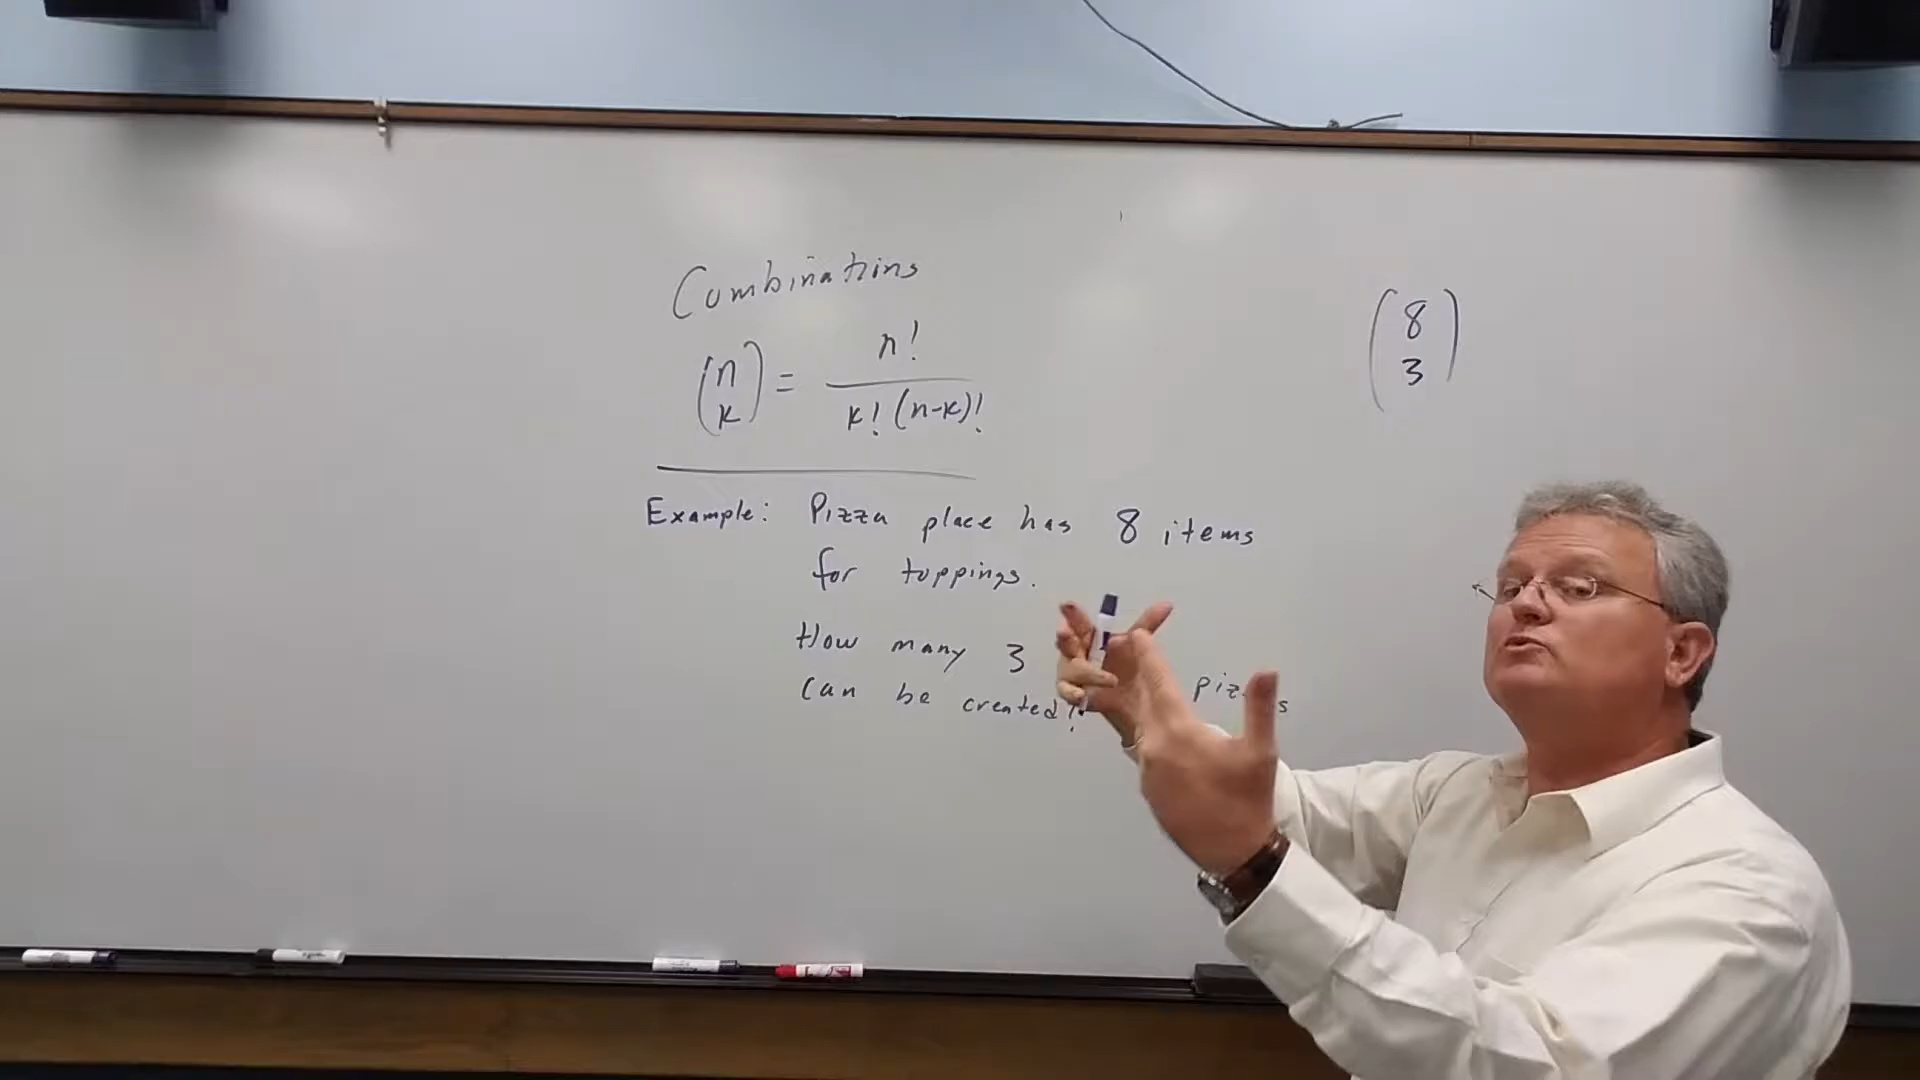 Combinations
(n k) = n! / k! (n-k)!
(8 3)
Example: Pizza place has 8 items
for toppings.
How many 3
can be created?